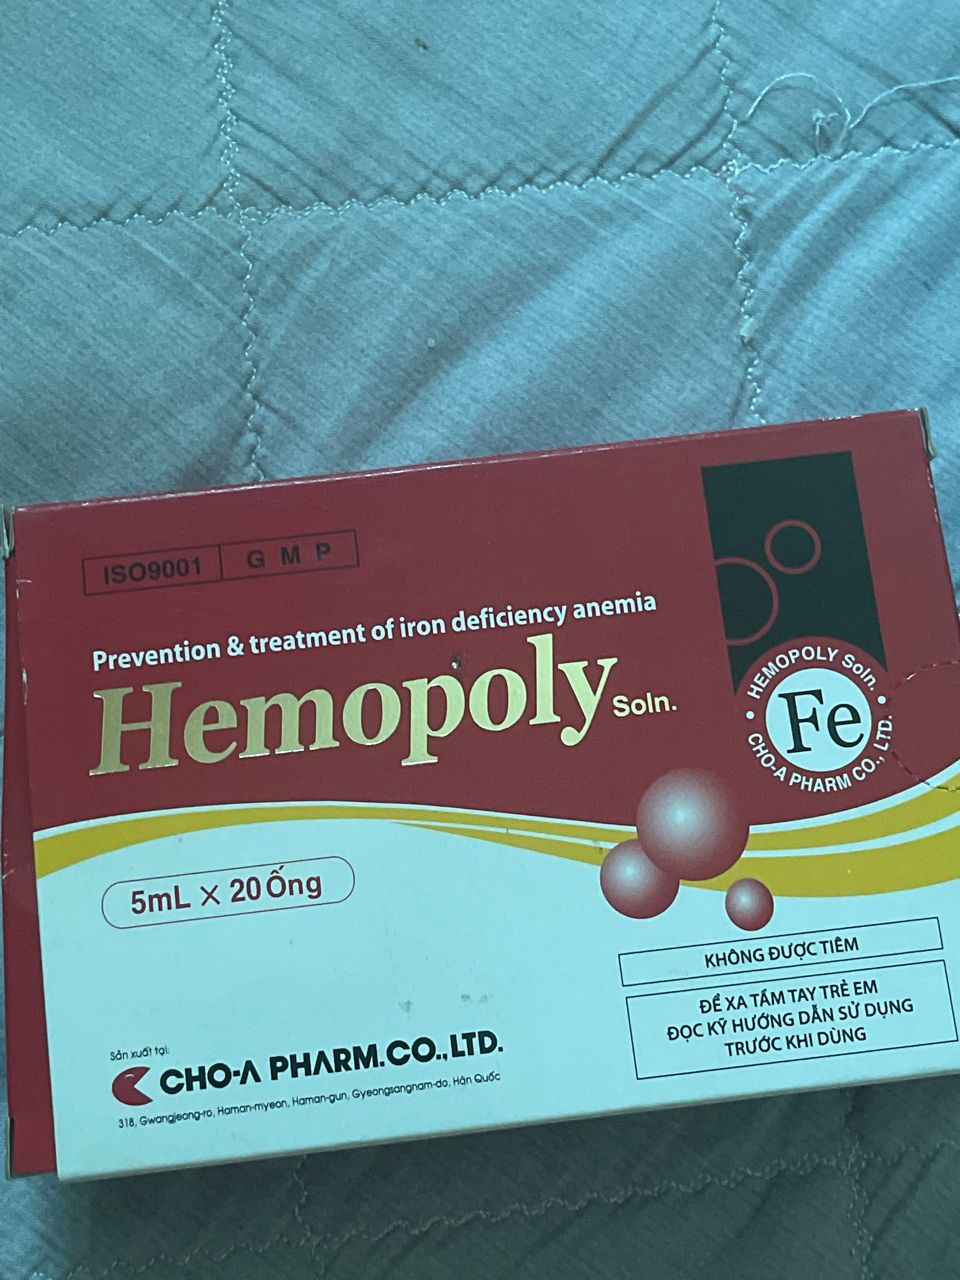 ISO9001 GMP
Prevention & treatment of iron deficiency anemia
Hemopoly Soln.
HEMOPOLY Soln.
Fe
CHO-A PHARM CO., LTD.
5mL X 20 Ống
KHÔNG ĐƯỢC TIÊM
ĐỂ XA TẦM TAY TRẺ EM
ĐỌC KỸ HƯỚNG DẪN SỬ DỤNG
TRƯỚC KHI DÙNG
Sản xuất tại:
CHO-A PHARM.CO.,LTD.
318, Gwangjeong-ro, Haman-myeon, Haman-gun, Gyeongsangnam-do, Hàn Quốc